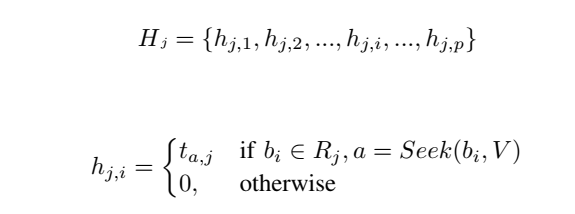 H_j = {h_{j,1}, h_{j,2}, ..., h_{j,i}, ..., h_{j,p}}
h_{j,i} = { t_{a,j} if b_i ∈ R_j, a = Seek(b_i, V)
0, otherwise